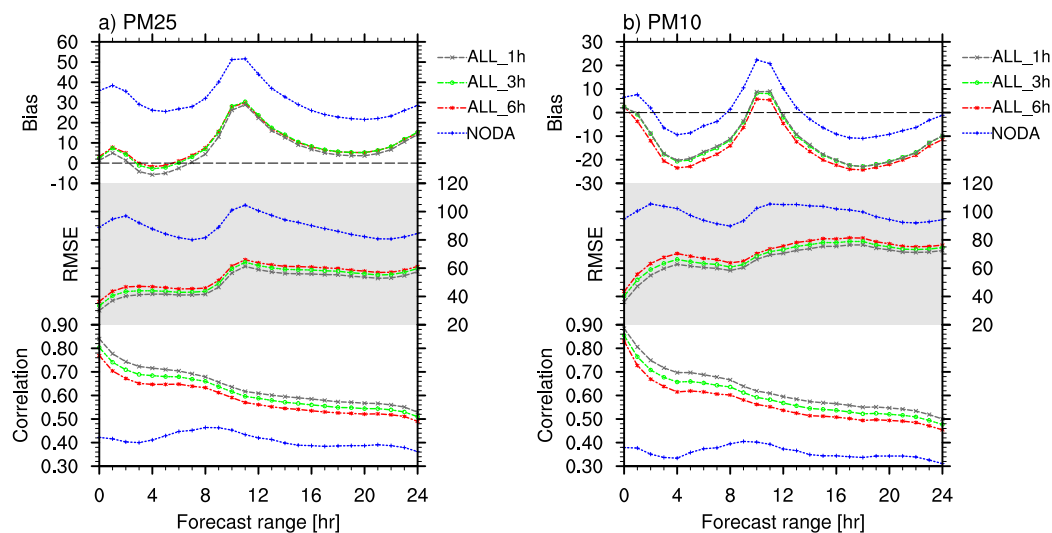 a) PM25
60
50
40
30
20
10
0
-10
Bias
120
100
80
60
40
20
RMSE
0.90
0.80
0.70
0.60
0.50
0.40
0.30
Correlation
0 4 8 12 16 20 24
Forecast range [hr]
ALL_1h
ALL_3h
ALL_6h
NODA
b) PM10
30
20
10
0
-10
-20
-30
Bias
120
100
80
60
40
20
RMSE
0.90
0.80
0.70
0.60
0.50
0.40
0.30
Correlation
0 4 8 12 16 20 24
Forecast range [hr]
ALL_1h
ALL_3h
ALL_6h
NODA